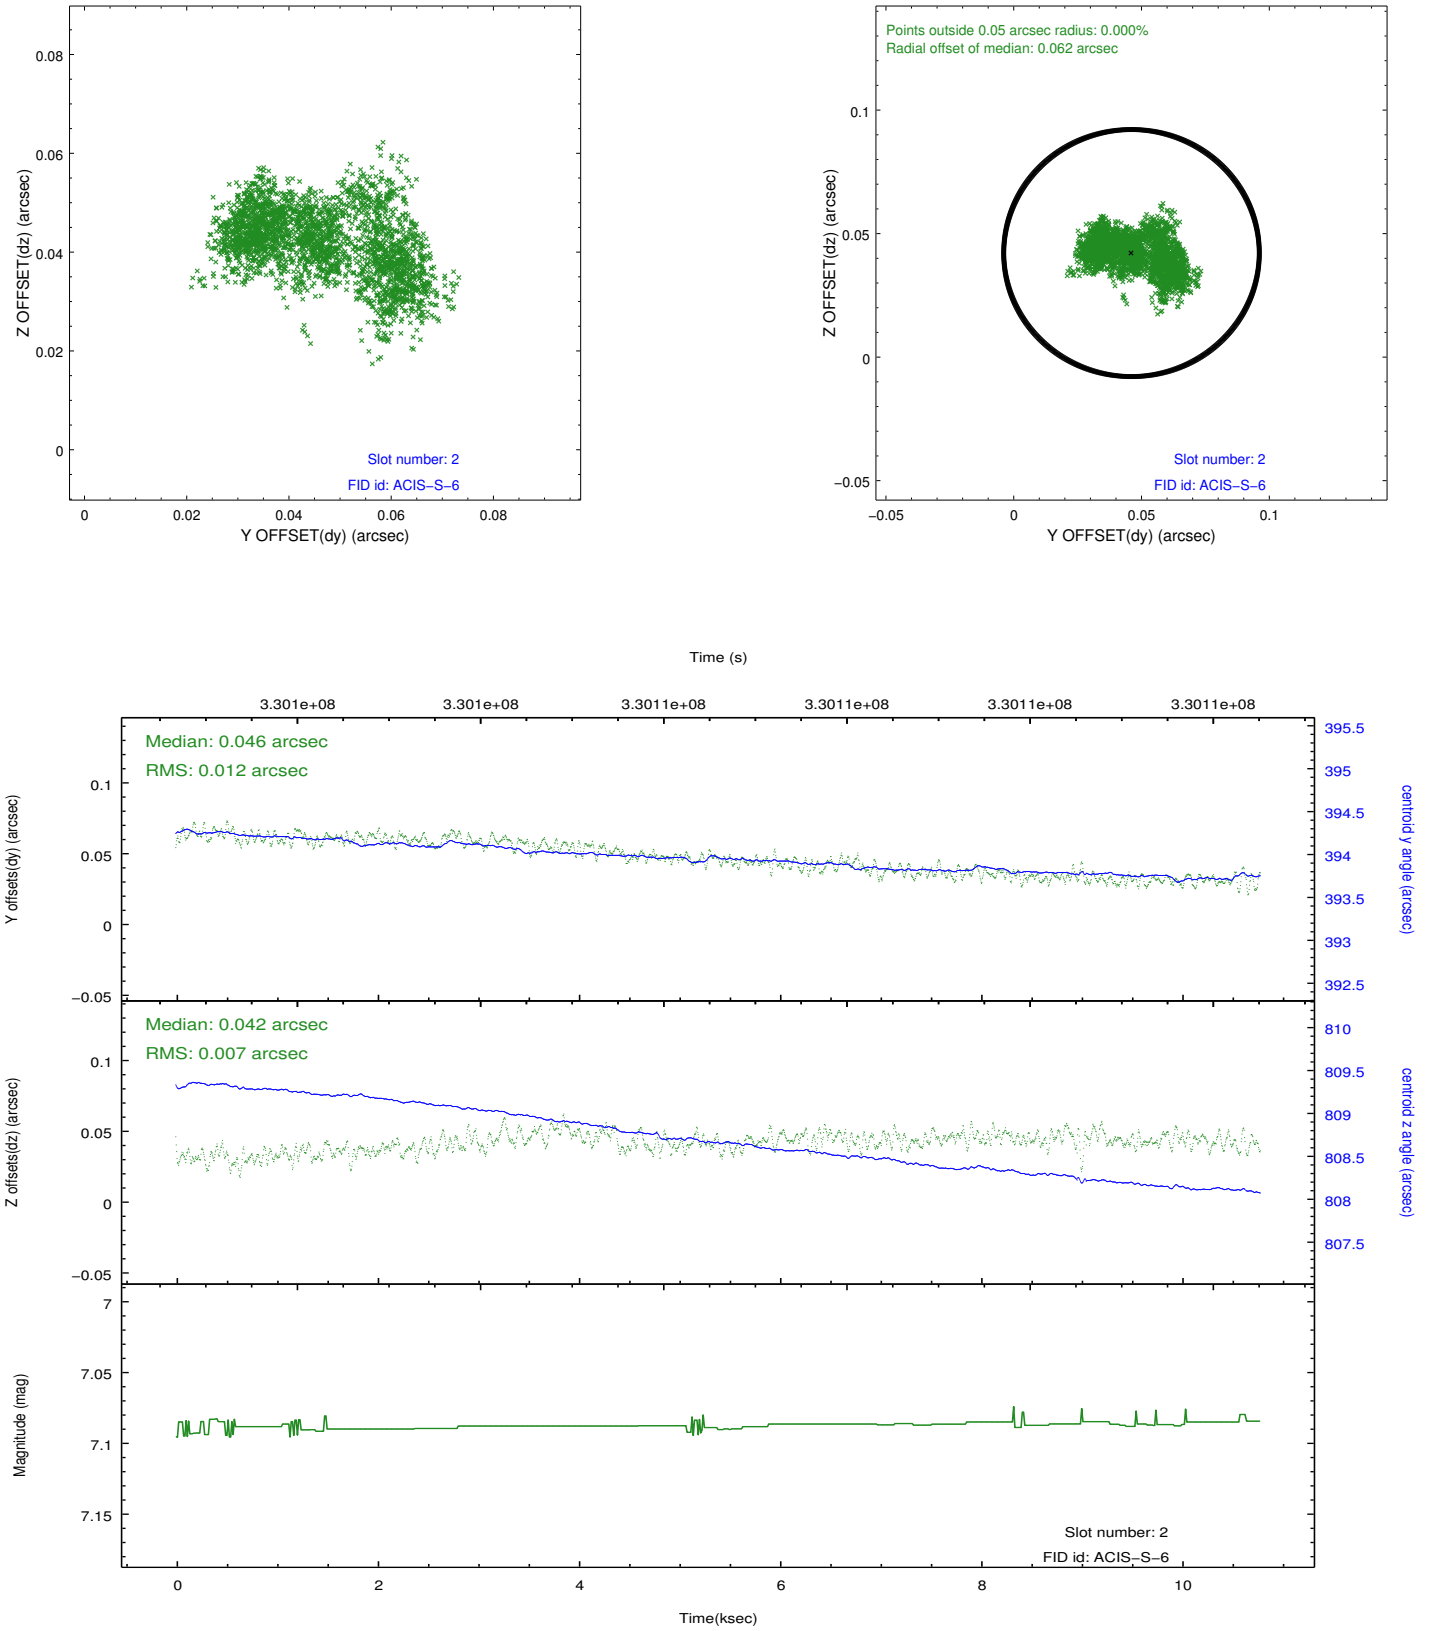 0.08
0.06
0.04
0.02
0
Z OFFSET(dz) (arcsec)
Slot number: 2
FID id: ACIS−S−6
0 0.02 0.04 0.06 0.08
Y OFFSET(dy) (arcsec)
Points outside 0.05 arcsec radius: 0.000%
Radial offset of median: 0.062 arcsec
0.1
0.05
0
−0.05
Z OFFSET(dz) (arcsec)
Slot number: 2
FID id: ACIS−S−6
−0.05 0 0.05 0.1
Y OFFSET(dy) (arcsec)
Time (s)
3.301e+08 3.301e+08 3.3011e+08 3.3011e+08 3.3011e+08 3.3011e+08
Median: 0.046 arcsec
RMS: 0.012 arcsec
0.1
0.05
0
−0.05
Y offsets(dy) (arcsec)
395.5
395
394.5
394
393.5
393
392.5
centroid y angle (arcsec)
Median: 0.042 arcsec
RMS: 0.007 arcsec
0.1
0.05
0
−0.05
Z offsets(dz) (arcsec)
810
809.5
809
808.5
808
807.5
centroid z angle (arcsec)
7
7.05
7.1
7.15
Magnitude (mag)
Slot number: 2
FID id: ACIS−S−6
0 2 4 6 8 10
Time(ksec)